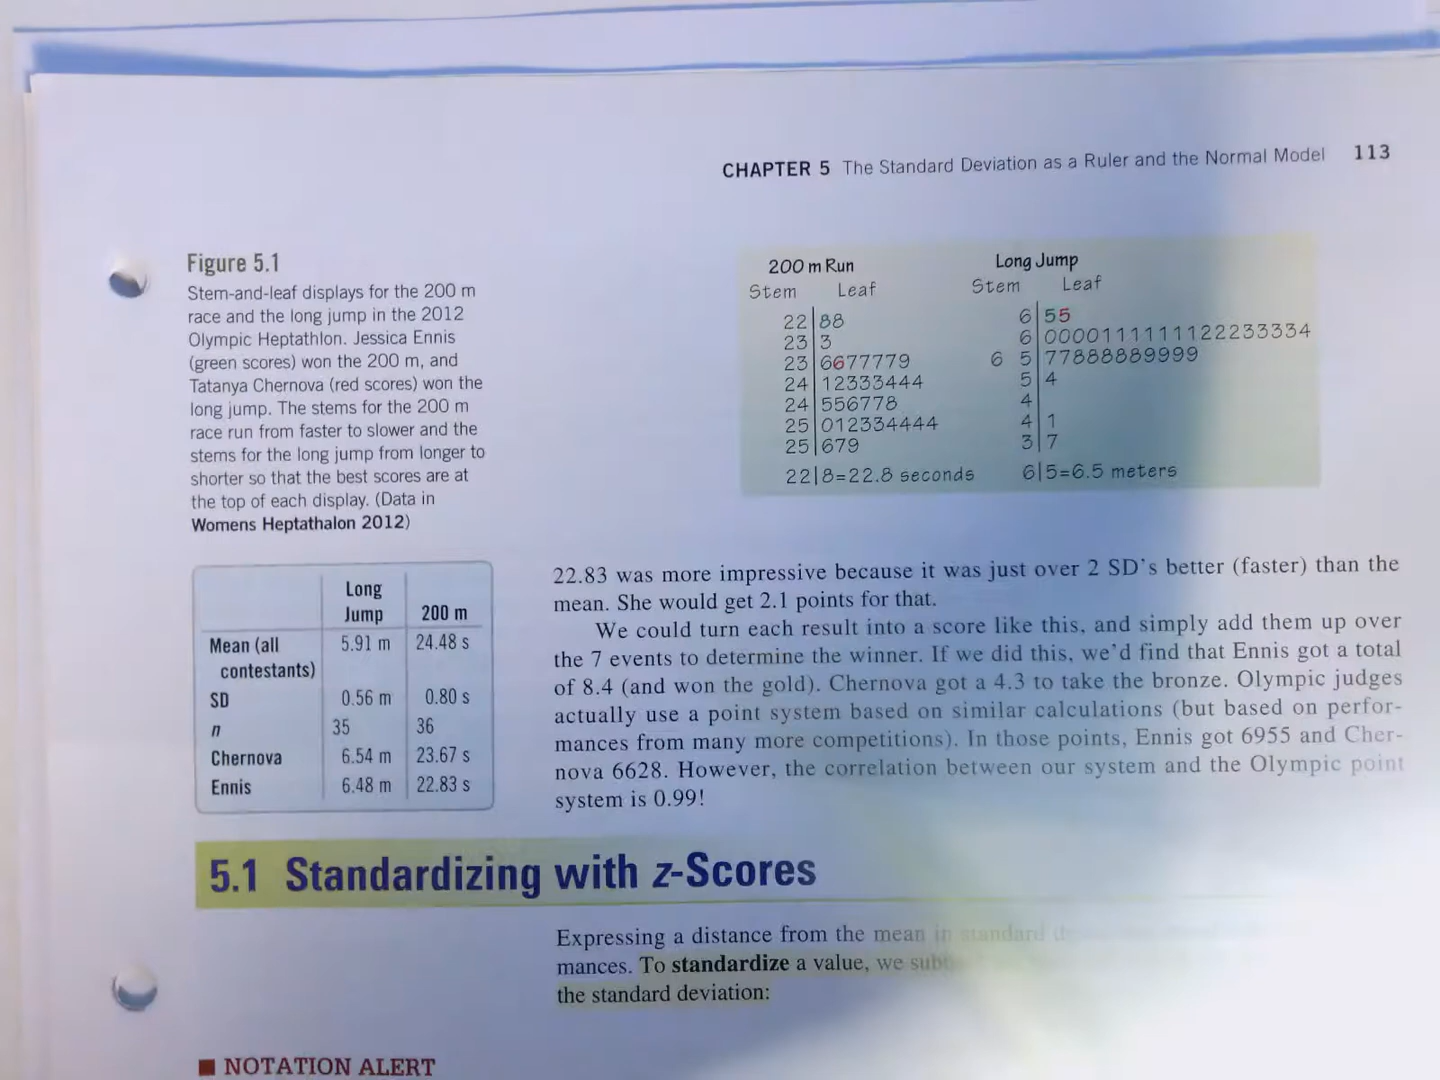 CHAPTER 5 The Standard Deviation as a Ruler and the Normal Model 113
Figure 5.1
Stem-and-leaf displays for the 200 m
race and the long jump in the 2012
Olympic Heptathlon. Jessica Ennis
(green scores) won the 200 m, and
Tatanya Chernova (red scores) won the
long jump. The stems for the 200 m
race run from faster to slower and the
stems for the long jump from longer to
shorter so that the best scores are at
the top of each display. (Data in
Womens Heptathalon 2012)
200 m Run
Stem Leaf
22|88
23|3
23|6677779
24|12333444
24|556778
25|012334444
25|679
22|8=22.8 seconds
Long Jump
Stem Leaf
6|55
6|0000111111122233334
6 5|77888889999
5|4
4|
4|1
3|7
6|5=6.5 meters
Long
Jump 200 m
Mean (all 5.91 m 24.48 s
contestants)
SD 0.56 m 0.80 s
n 35 36
Chernova 6.54 m 23.67 s
Ennis 6.48 m 22.83 s
22.83 was more impressive because it was just over 2 SD's better (faster) than the
mean. She would get 2.1 points for that.
We could turn each result into a score like this, and simply add them up over
the 7 events to determine the winner. If we did this, we'd find that Ennis got a total
of 8.4 (and won the gold). Chernova got a 4.3 to take the bronze. Olympic judges
actually use a point system based on similar calculations (but based on perfor-
mances from many more competitions). In those points, Ennis got 6955 and Cher-
nova 6628. However, the correlation between our system and the Olympic point
system is 0.99!
5.1 Standardizing with z-Scores
Expressing a distance from the mean in standard
mances. To standardize a value, we
the standard deviation:
NOTATION ALERT